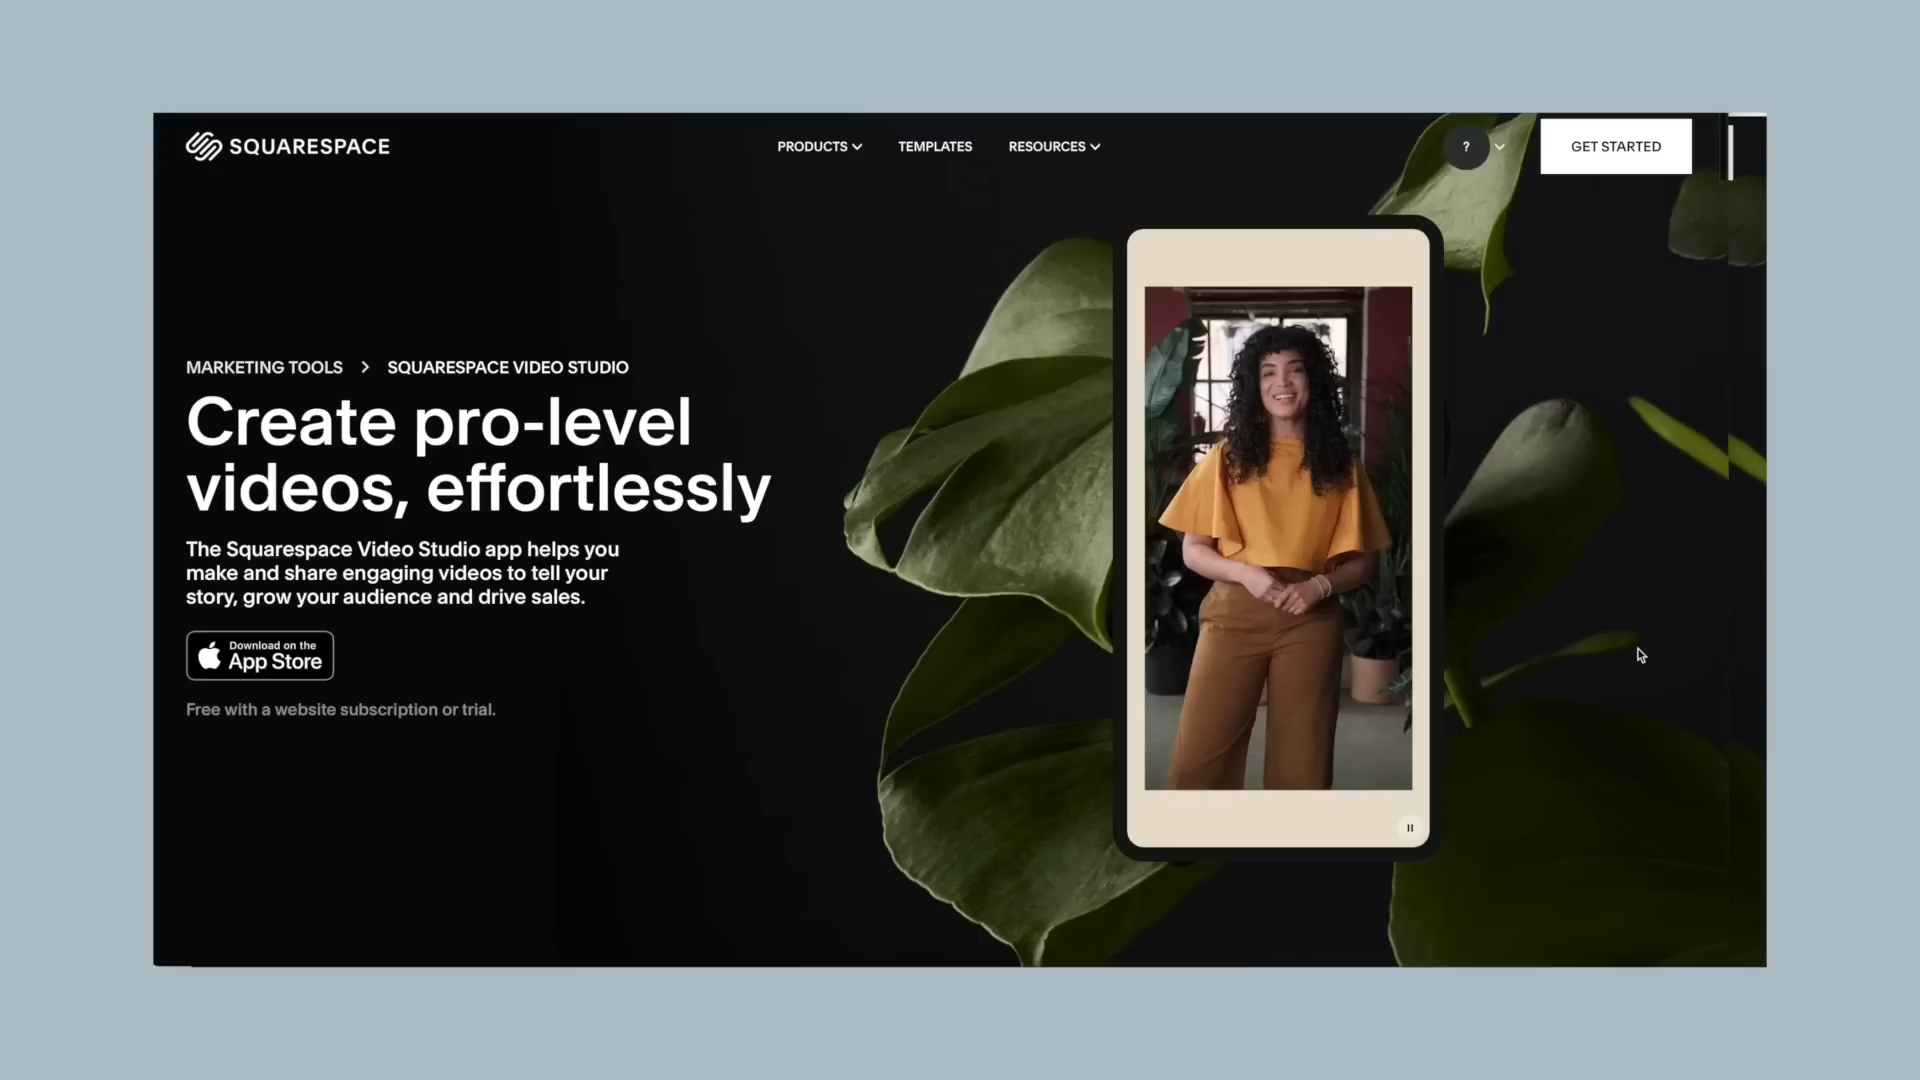 SQUARESPACE
PRODUCTS
TEMPLATES
RESOURCES
?
GET STARTED
MARKETING TOOLS > SQUARESPACE VIDEO STUDIO
Create pro-level
videos, effortlessly
The Squarespace Video Studio app helps you
make and share engaging videos to tell your
story, grow your audience and drive sales.
Download on the
App Store
Free with a website subscription or trial.